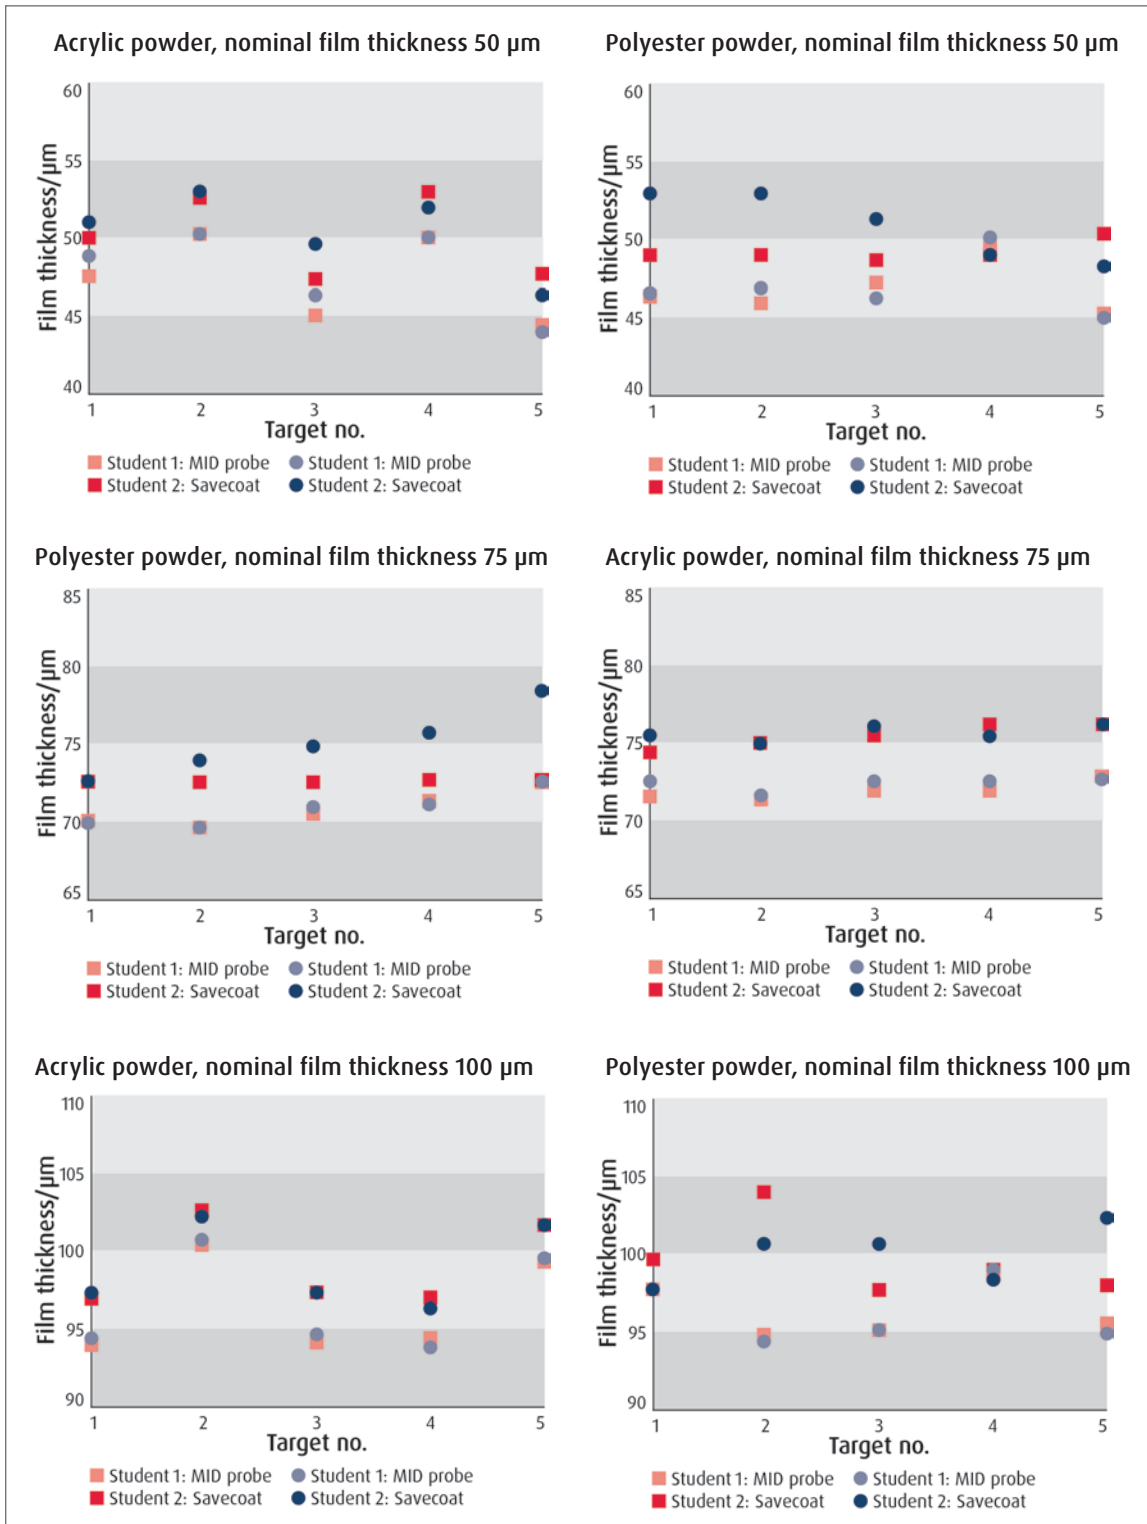 Acrylic powder, nominal film thickness 50 µm
60
55
50
45
40
Film thickness/µm
1 2 3 4 5
Target no.
Student 1: MID probe Student 1: MID probe
Student 2: Savecoat Student 2: Savecoat
Polyester powder, nominal film thickness 50 µm
60
55
50
45
40
Film thickness/µm
1 2 3 4 5
Target no.
Student 1: MID probe Student 1: MID probe
Student 2: Savecoat Student 2: Savecoat
Polyester powder, nominal film thickness 75 µm
85
80
75
70
65
Film thickness/µm
1 2 3 4 5
Target no.
Student 1: MID probe Student 1: MID probe
Student 2: Savecoat Student 2: Savecoat
Acrylic powder, nominal film thickness 75 µm
85
80
75
70
65
Film thickness/µm
1 2 3 4 5
Target no.
Student 1: MID probe Student 1: MID probe
Student 2: Savecoat Student 2: Savecoat
Acrylic powder, nominal film thickness 100 µm
110
105
100
95
90
Film thickness/µm
1 2 3 4 5
Target no.
Student 1: MID probe Student 1: MID probe
Student 2: Savecoat Student 2: Savecoat
Polyester powder, nominal film thickness 100 µm
110
105
100
95
90
Film thickness/µm
1 2 3 4 5
Target no.
Student 1: MID probe Student 1: MID probe
Student 2: Savecoat Student 2: Savecoat